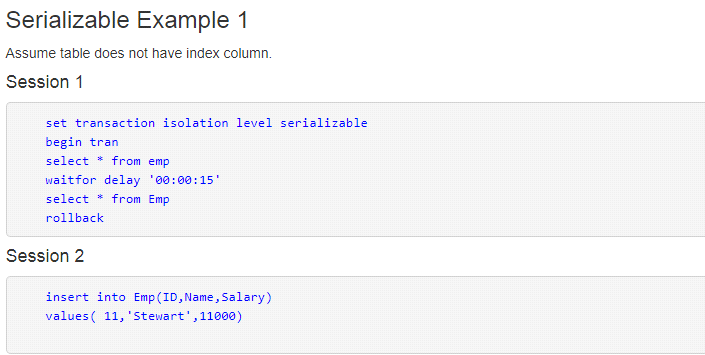 Serializable Example 1
Assume table does not have index column.
Session 1
set transaction isolation level serializable
begin tran
select * from emp
waitfor delay '00:00:15'
select * from Emp
rollback
Session 2
insert into Emp(ID,Name,Salary)
values( 11,'Stewart',11000)